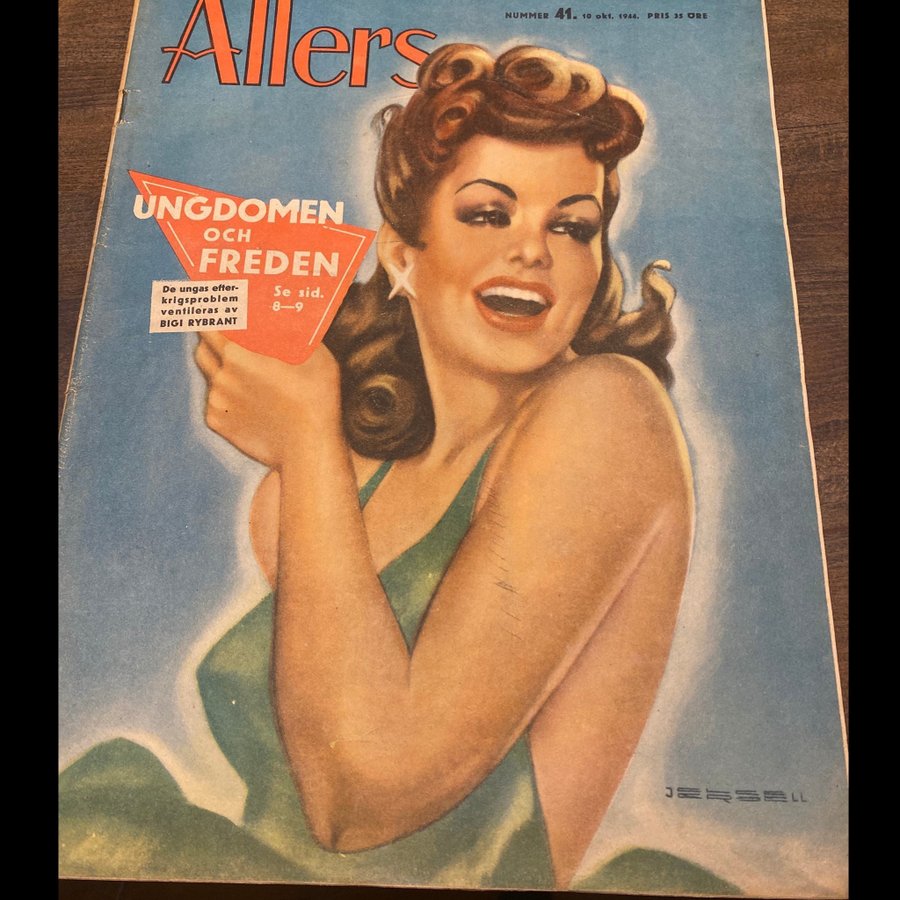 Allers
NUMMER 41. 10 okt. 1944. PRIS 35 ÖRE
UNGDOMEN
OCH
FREDEN
De ungas efter-
krigsproblem
ventileras av
BIGI RYBRANT
Se sid.
8—9